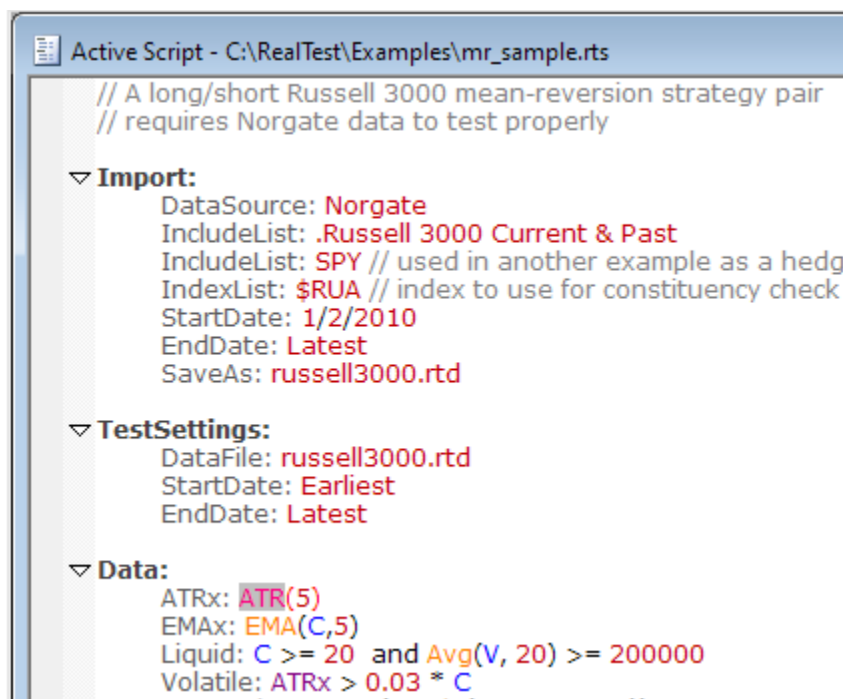 Active Script - C:\RealTest\Examples\mr_sample.rts
// A long/short Russell 3000 mean-reversion strategy pair
// requires Norgate data to test properly
Import:
DataSource: Norgate
IncludeList: .Russell 3000 Current & Past
IncludeList: SPY // used in another example as a hedg
IndexList: $RUA // index to use for constituency check
StartDate: 1/2/2010
EndDate: Latest
SaveAs: russell3000.rtd
TestSettings:
DataFile: russell3000.rtd
StartDate: Earliest
EndDate: Latest
Data:
ATRx: ATR(5)
EMAx: EMA(C,5)
Liquid: C >= 20 and Avg(V, 20) >= 200000
Volatile: ATRx > 0.03 * C